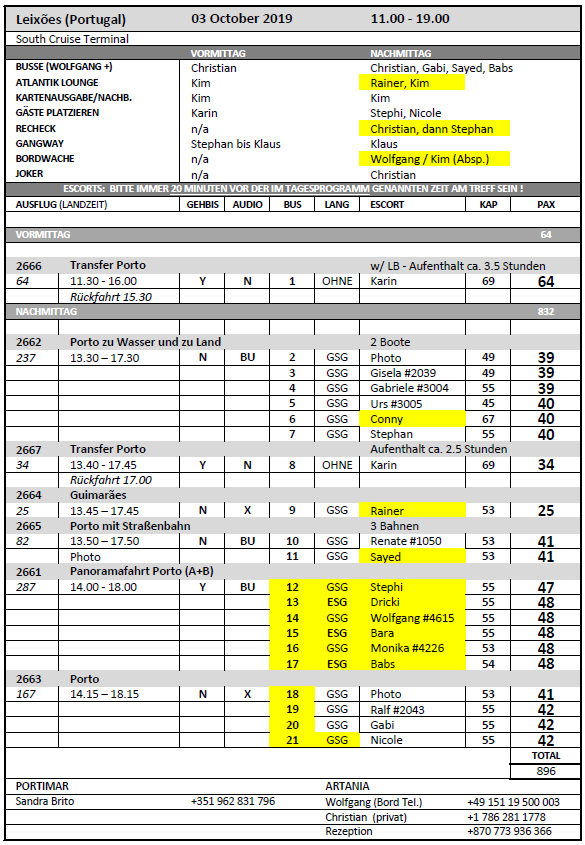 Leixões (Portugal) 03 October 2019 11.00 - 19.00
South Cruise Terminal
VORMITTAG NACHMITTAG
BUSSE (WOLFGANG +) Christian Christian, Gabi, Sayed, Babs
ATLANTIK LOUNGE Kim Rainer, Kim
KARTENAUSGABE/NACHB. Kim Kim
GÄSTE PLATZIEREN Karin Stephi, Nicole
RECHECK n/a Christian, dann Stephan
GANGWAY Stephan bis Klaus Klaus
BORDWACHE n/a Wolfgang / Kim (Absp.)
JOKER n/a Christian
ESCORTS: BITTE IMMER 20 MINUTEN VOR DER IM TAGESPROGRAMM GENANNTEN ZEIT AM TREFF SEIN !
AUSFLUG (LANDZEIT) GEHBIS AUDIO BUS LANG ESCORT KAP PAX
VORMITTAG 64
2666 Transfer Porto w/ LB - Aufenthalt ca. 3.5 Stunden
64 11.30 - 16.00 Y N 1 OHNE Karin 69 64
Rückfahrt 15.30
NACHMITTAG 832
2662 Porto zu Wasser und zu Land 2 Boote
237 13.30 – 17.30 N BU 2 GSG Photo 49 39
3 GSG Gisela #2039 49 39
4 GSG Gabriele #3004 55 39
5 GSG Urs #3005 45 40
6 GSG Conny 67 40
7 GSG Stephan 55 40
2667 Transfer Porto Aufenthalt ca. 2.5 Stunden
34 13.40 - 17.45 Y N 8 OHNE Karin 69 34
Rückfahrt 17.00
2664 Guimarães
25 13.45 – 17.45 N X 9 GSG Rainer 53 25
2665 Porto mit Straßenbahn 3 Bahnen
82 13.50 - 17.50 N BU 10 GSG Renate #1050 53 41
Photo 11 GSG Sayed 53 41
2661 Panoramafahrt Porto (A+B)
287 14.00 - 18.00 Y BU 12 GSG Stephi 55 47
13 ESG Dricki 55 48
14 GSG Wolfgang #4615 55 48
15 ESG Bara 55 48
16 GSG Monika #4226 53 48
17 ESG Babs 54 48
2663 Porto
167 14.15 – 18.15 N X 18 GSG Photo 53 41
19 GSG Ralf #2043 55 42
20 GSG Gabi 55 42
21 GSG Nicole 55 42
TOTAL
896
PORTIMAR ARTANIA
Sandra Brito +351 962 831 796 Wolfgang (Bord Tel.) +49 151 19 500 003
Christian (privat) +1 786 281 1778
Rezeption +870 773 936 366